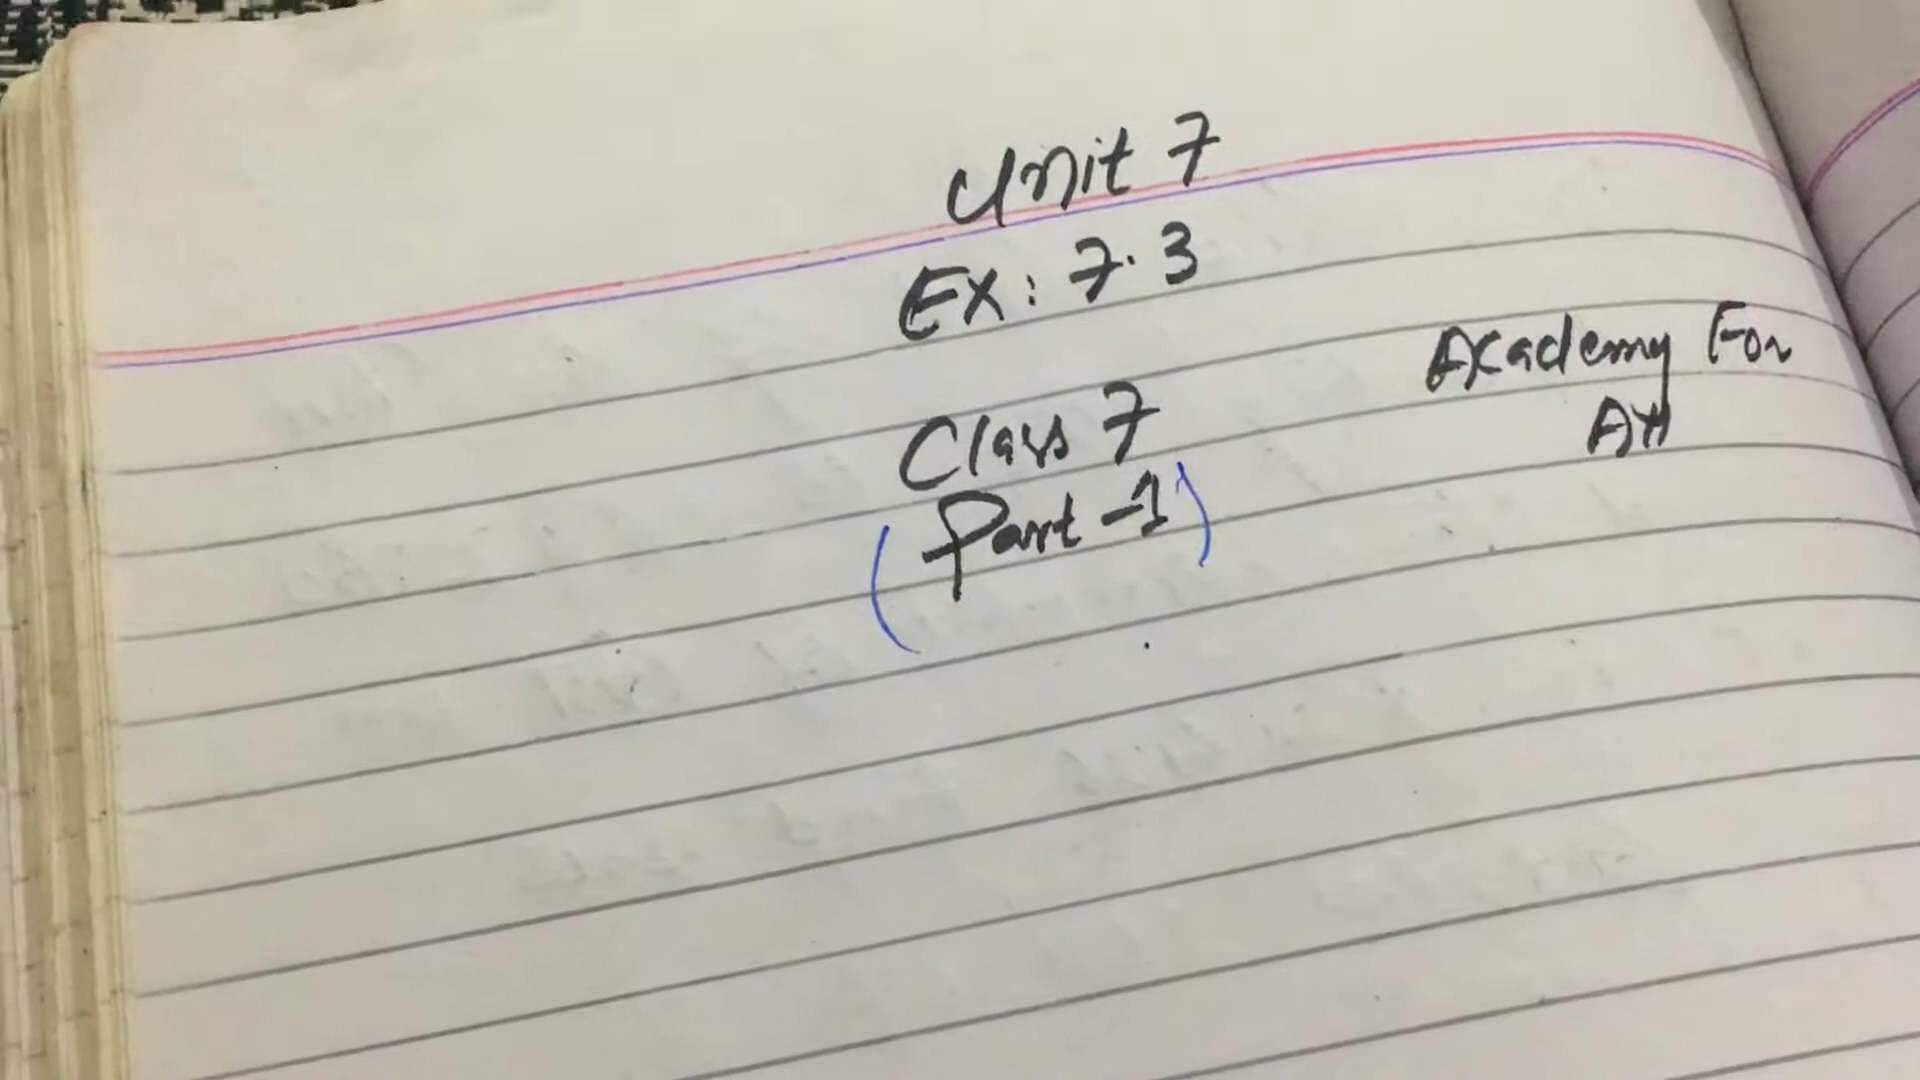 Unit 7
Ex: 7.3
Class 7
(Part -1)
Academy For
All